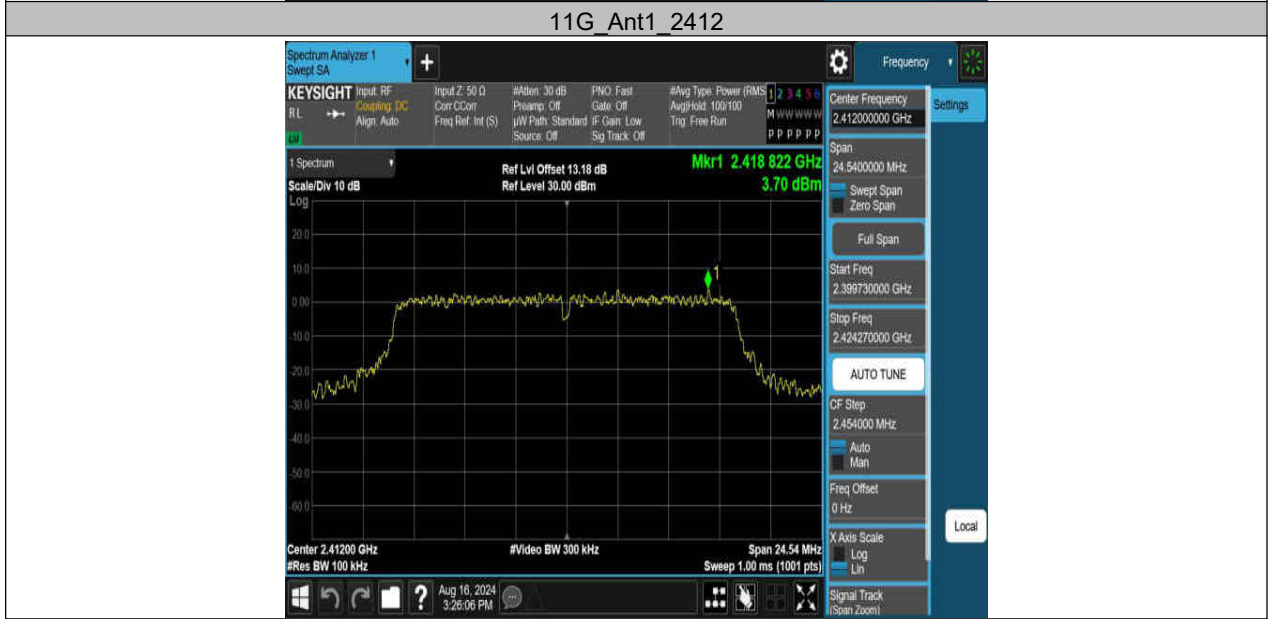 11G_Ant1_2412
Spectrum Analyzer 1
Swept SA
+
Frequency
KEYSIGHT
RL
Input: RF
Coupling: DC
Align: Auto
Input Z: 50 Ω
Corr CCorr
Freq Ref: Int (S)
#Atten: 30 dB
Preamp: Off
µW Path: Standard
Source: Off
PNO: Fast
Gate: Off
IF Gain: Low
Sig Track: Off
#Avg Type: Power (RMS
Avg|Hold: 100/100
Trig: Free Run
1 2 3 4 5 6
M W W W W W
P P P P P P
1 Spectrum
Scale/Div 10 dB
Log
Ref Lvl Offset 13.18 dB
Ref Level 30.00 dBm
Mkr1 2.418 822 GHz
3.70 dBm
20.0
10.0
0.00
-10.0
-20.0
-30.0
-40.0
-50.0
-60.0
1
Center 2.41200 GHz
#Res BW 100 kHz
#Video BW 300 kHz
Span 24.54 MHz
Sweep 1.00 ms (1001 pts)
?
Aug 16, 2024
3:26:06 PM
Center Frequency
2.412000000 GHz
Settings
Span
24.5400000 MHz
Swept Span
Zero Span
Full Span
Start Freq
2.399730000 GHz
Stop Freq
2.424270000 GHz
AUTO TUNE
CF Step
2.454000 MHz
Auto
Man
Freq Offset
0 Hz
X Axis Scale
Log
Lin
Local
Signal Track
(Span Zoom)